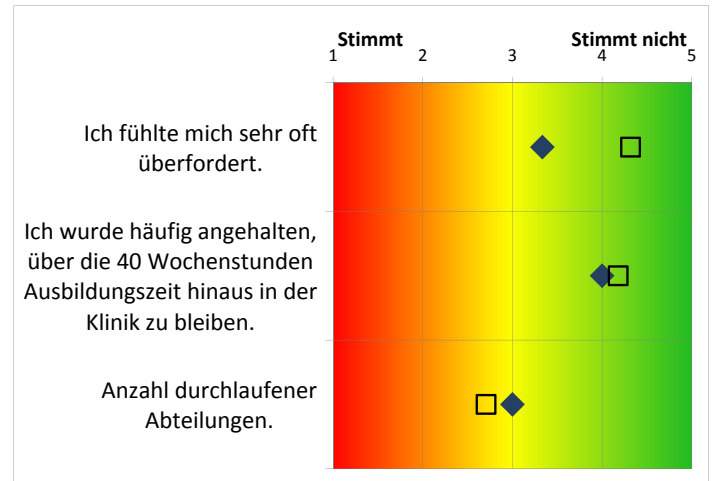 Stimmt Stimmt nicht
1 2 3 4 5
Ich fühlte mich sehr oft
überfordert.
Ich wurde häufig angehalten,
über die 40 Wochenstunden
Ausbildungszeit hinaus in der
Klinik zu bleiben.
Anzahl durchlaufener
Abteilungen.